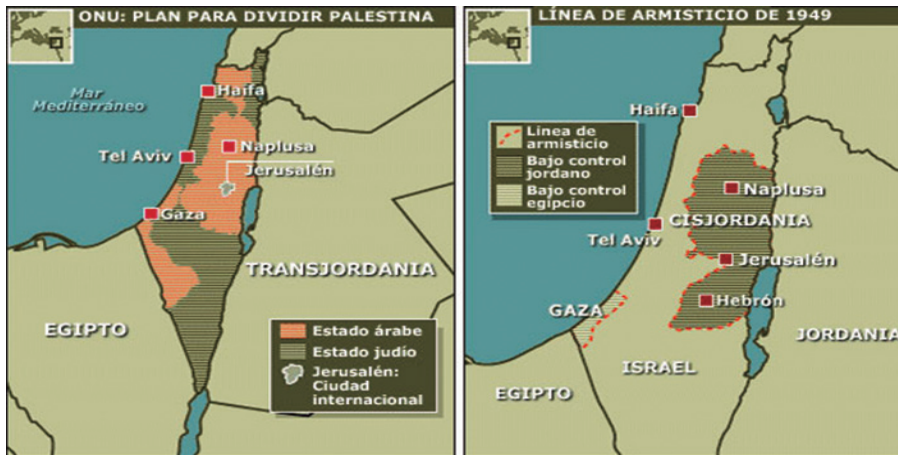 ONU: PLAN PARA DIVIDIR PALESTINA
Mar
Mediterráneo
Haifa
Tel Aviv
Naplusa
Jerusalén
Gaza
TRANSJORDANIA
EGIPTO
Estado árabe
Estado judío
Jerusalén:
Ciudad
internacional
LÍNEA DE ARMISTICIO DE 1949
Haifa
Línea de
armisticio
Bajo control
jordano
Bajo control
egipcio
Naplusa
CISJORDANIA
Tel Aviv
Jerusalén
Hebrón
GAZA
JORDANIA
ISRAEL
EGIPTO